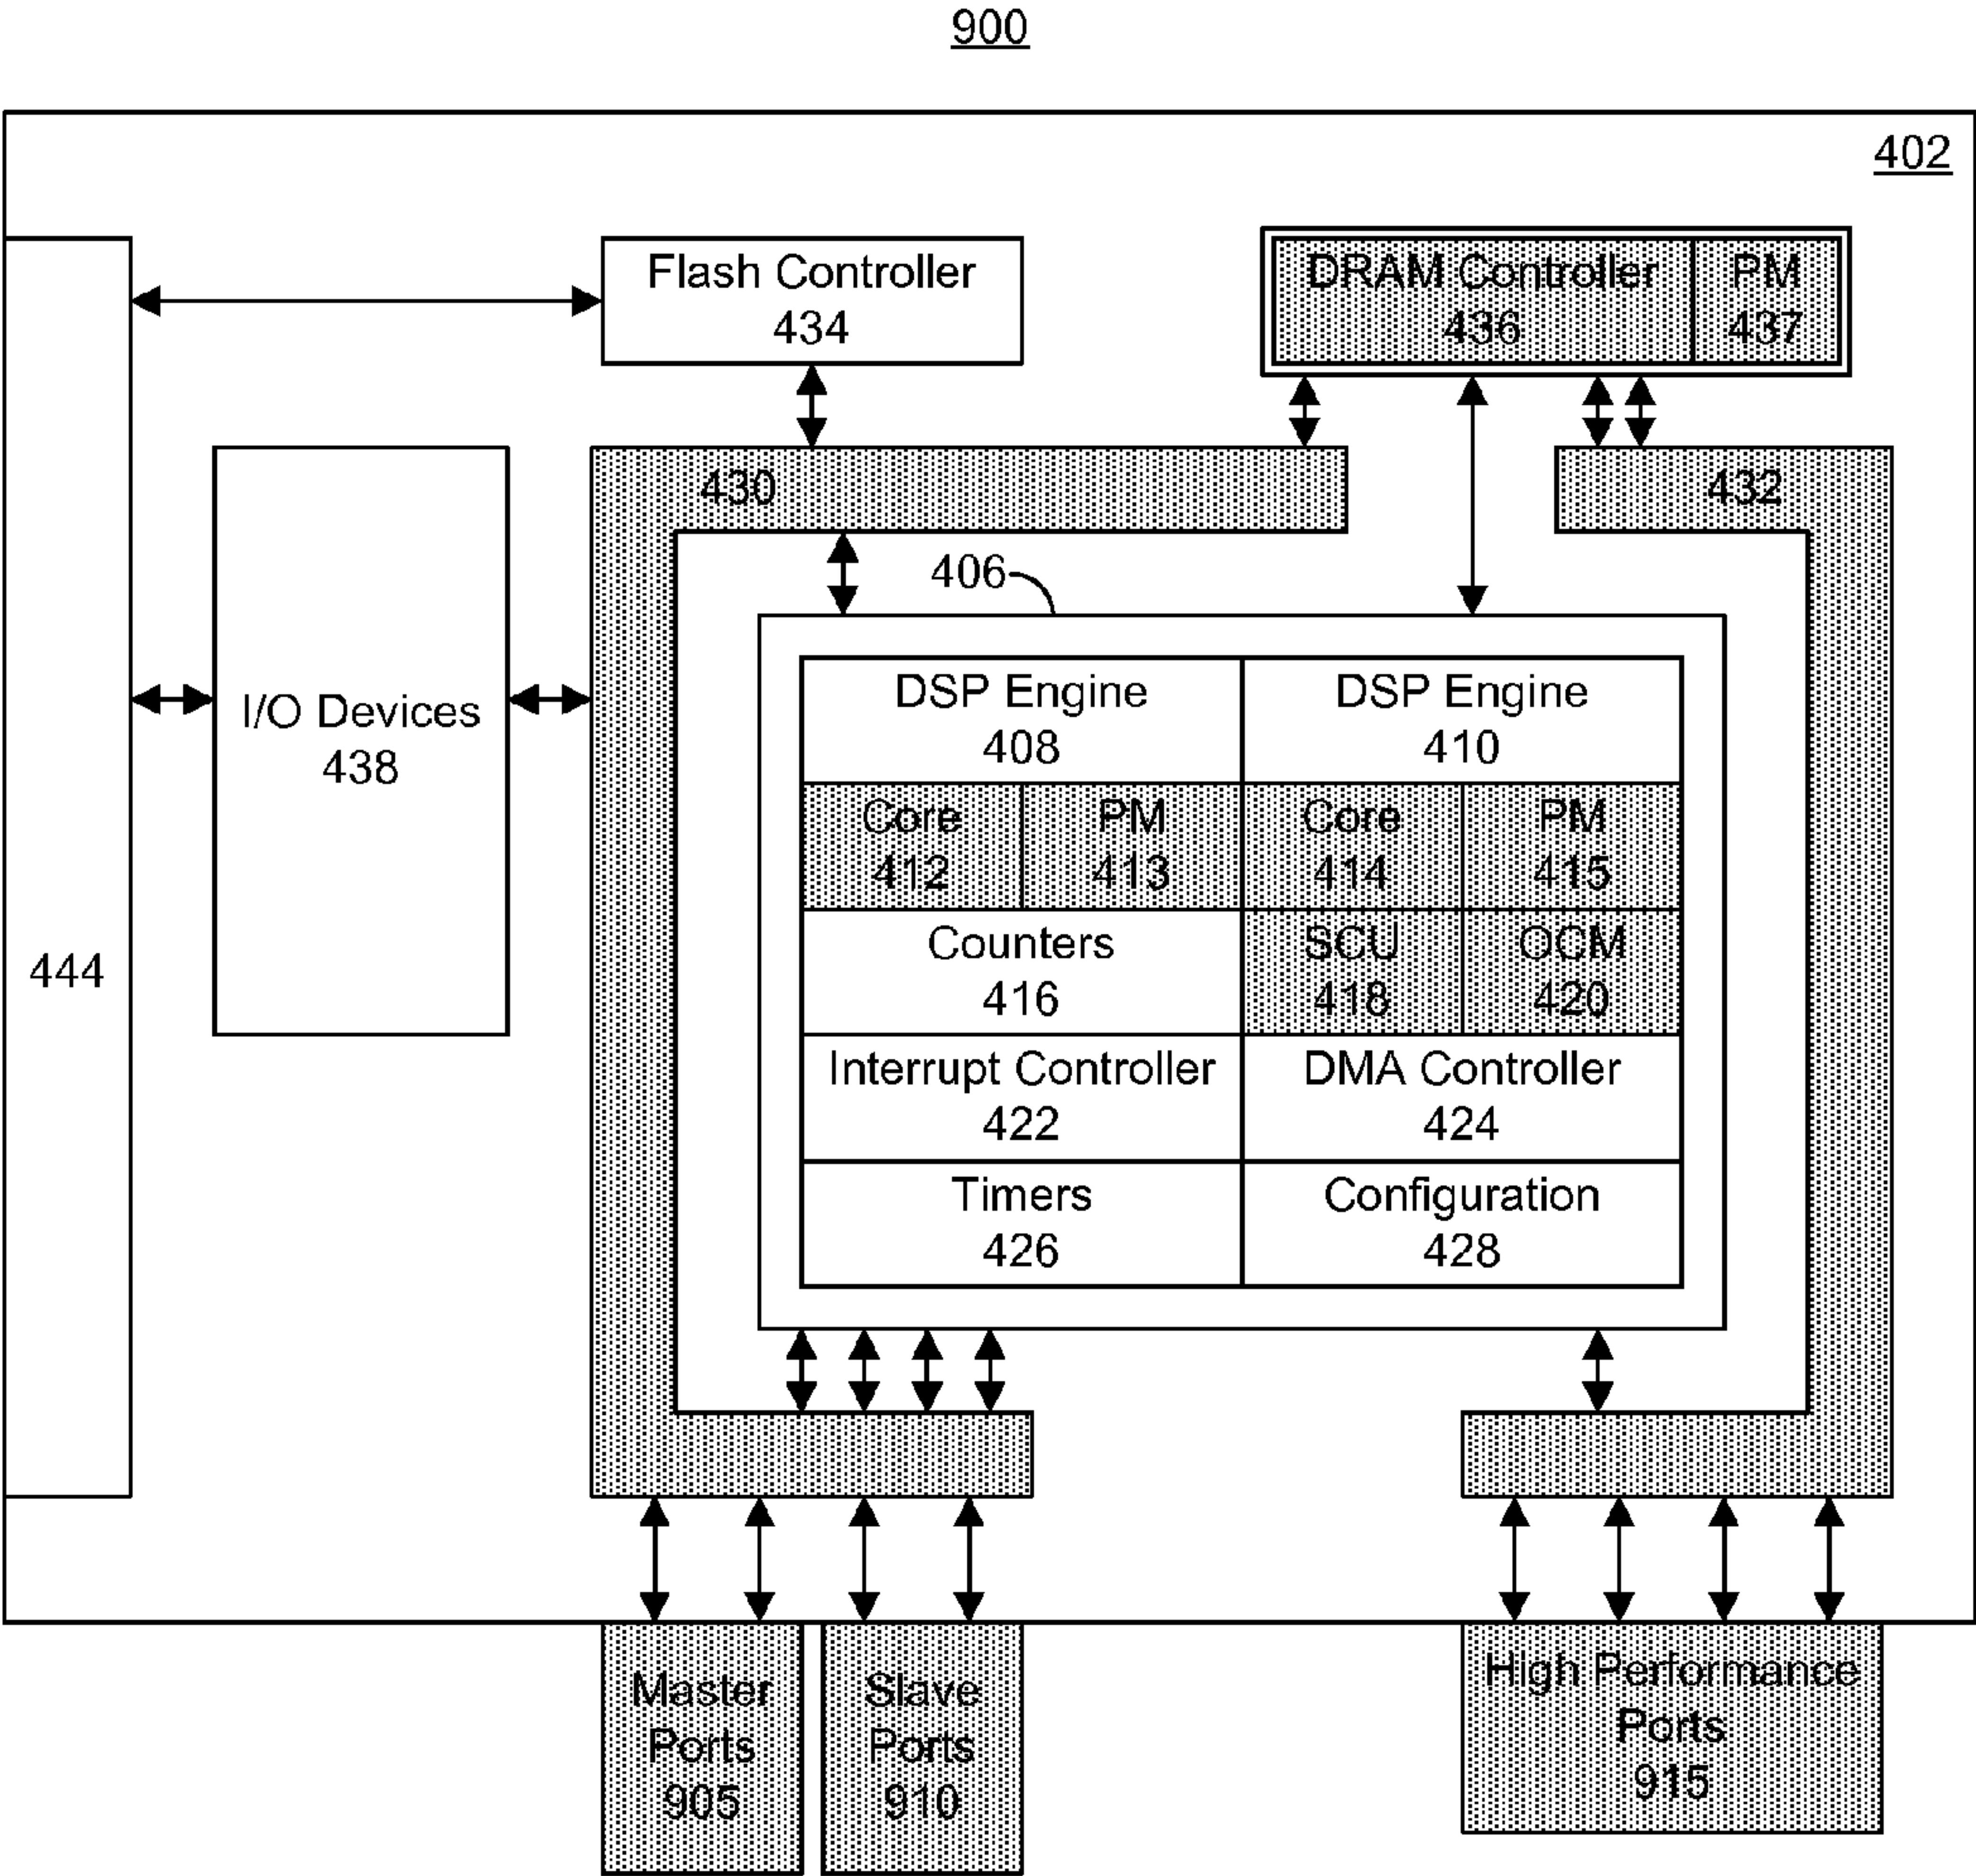 900
402
Flash Controller
434
DRAM Controller
436
PM
437
430
432
406
I/O Devices
438
444
DSP Engine
408
DSP Engine
410
Core
412
PM
413
Core
414
PM
415
Counters
416
SCU
418
OCM
420
Interrupt Controller
422
DMA Controller
424
Timers
426
Configuration
428
Master
Ports
905
Slave
Ports
910
High Performance
Ports
915